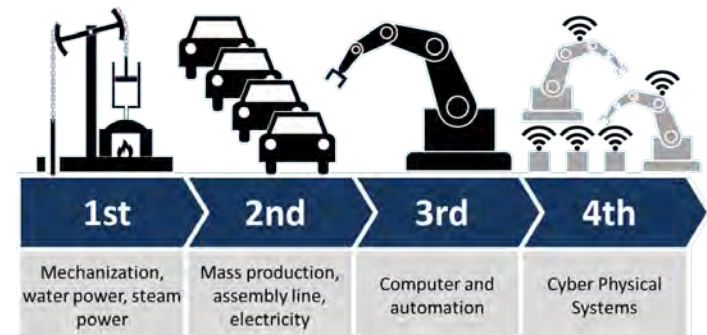 1st
2nd
3rd
4th
Mechanization,
water power, steam
power
Mass production,
assembly line,
electricity
Computer and
automation
Cyber Physical
Systems